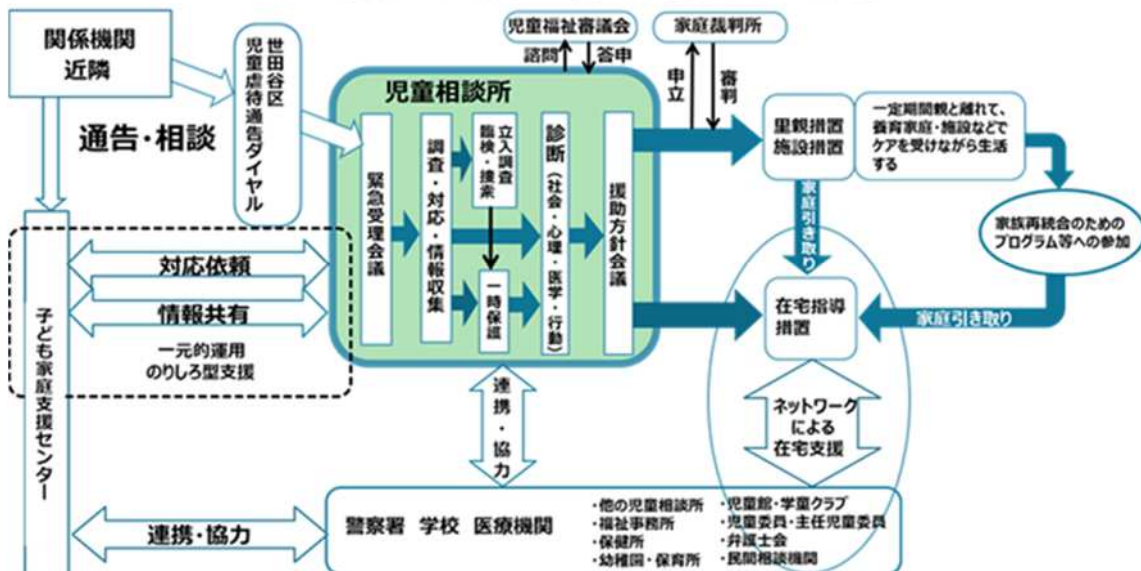 関係機関
近隣
通告・相談
世田谷区
児童虐待通告ダイヤル
児童福祉審議会
諮問
答申
家庭裁判所
申立
審判
児童相談所
緊急受理会議
調査・対応・情報収集
立入調査
臨検・捜索
一時保護
診断(社会・心理・医学・行動)
援助方針会議
里親措置
施設措置
一定期間親と離れて、
養育家庭・施設などで
ケアを受けながら生活
する
家族再統合のための
プログラム等への参加
家庭引き取り
家庭引き取り
在宅指導
措置
ネットワーク
による
在宅支援
対応依頼
情報共有
一元的運用
のりしろ型支援
子ども家庭支援センター
連携・協力
連携・協力
警察署 学校 医療機関
・他の児童相談所
・福祉事務所
・保健所
・幼稚園・保育所
・児童館・学童クラブ
・児童委員・主任児童委員
・弁護士会
・民間相談機関